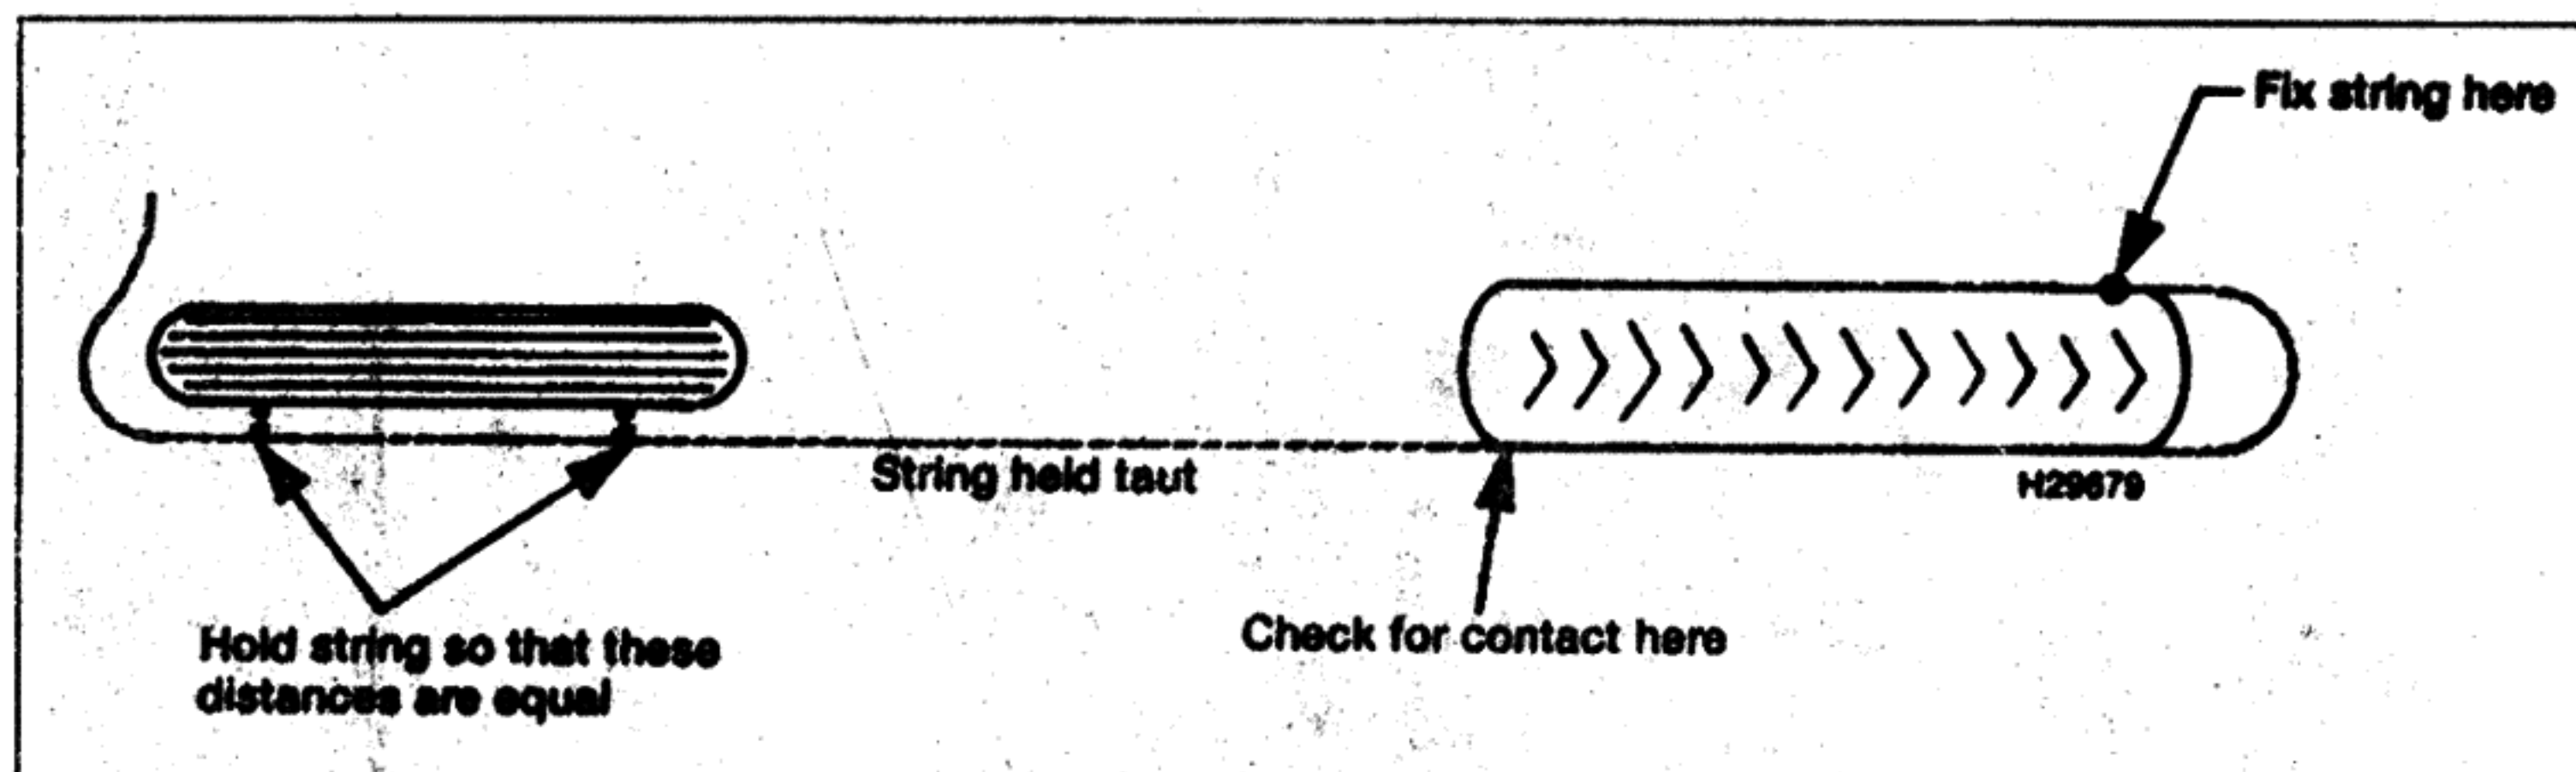 Fix string here
String held taut
H29679
Check for contact here
Hold string so that these
distances are equal